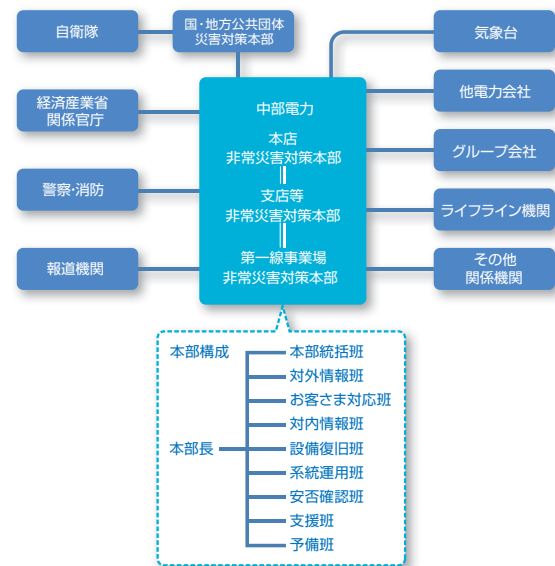 自衛隊
国・地方公共団体
災害対策本部
気象台
経済産業省
関係官庁
他電力会社
警察・消防
グループ会社
報道機関
ライフライン機関
その他
関係機関
中部電力
本店
非常災害対策本部
支店等
非常災害対策本部
第一線事業場
非常災害対策本部
本部構成
本部長
本部統括班
対外情報班
お客さま対応班
対内情報班
設備復旧班
系統運用班
安否確認班
支援班
予備班